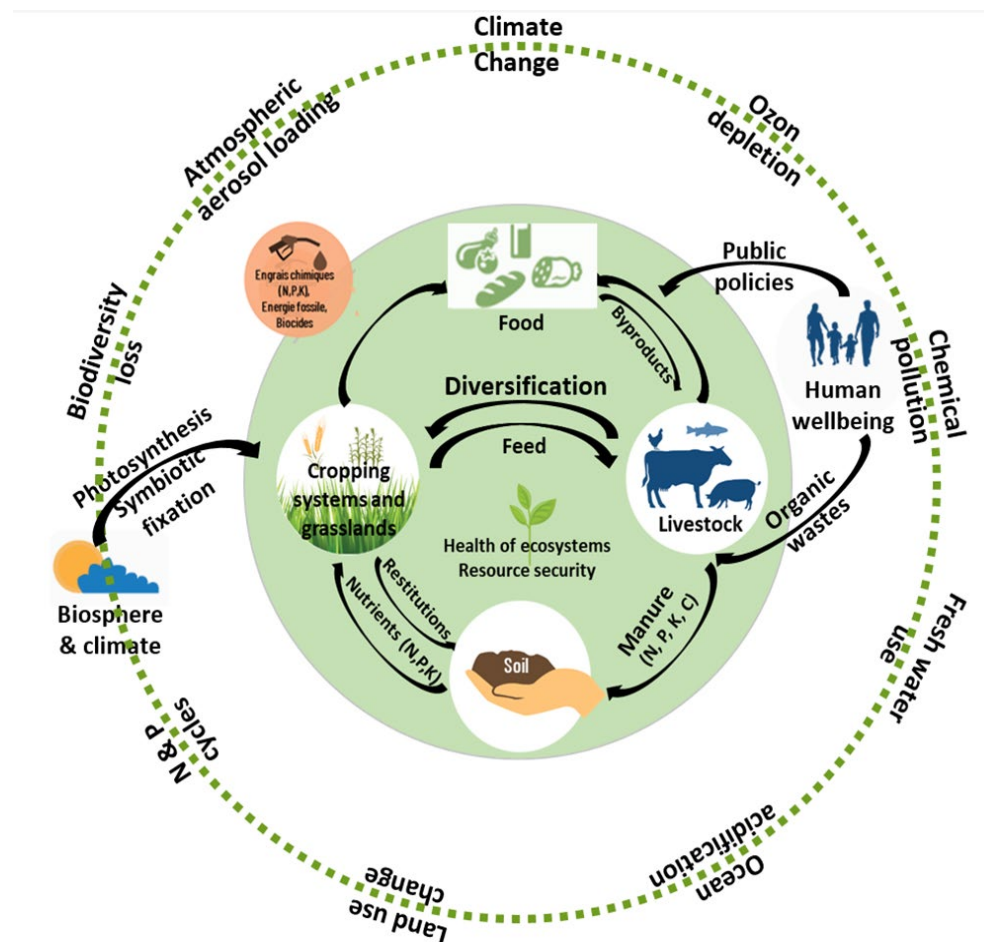 Climate
Change
Ozon
depletion
Atmospheric
aerosol loading
Public
policies
Engrais chimiques
(N,P,K),
Energie fossile,
Biocides
Food
Byproducts
Biodiversity
loss
Chemical
pollution
Human
wellbeing
Diversification
Feed
Photosynthesis
Symbiotic
fixation
Cropping
systems and
grasslands
Livestock
Organic
wastes
Health of ecosystems
Resource security
Biosphere
& climate
Restitutions
Nutrients (N,P,K)
Manure
(N, P, K, C)
Soil
Fresh water
use
N & P
cycles
Ocean
acidification
Land use
change